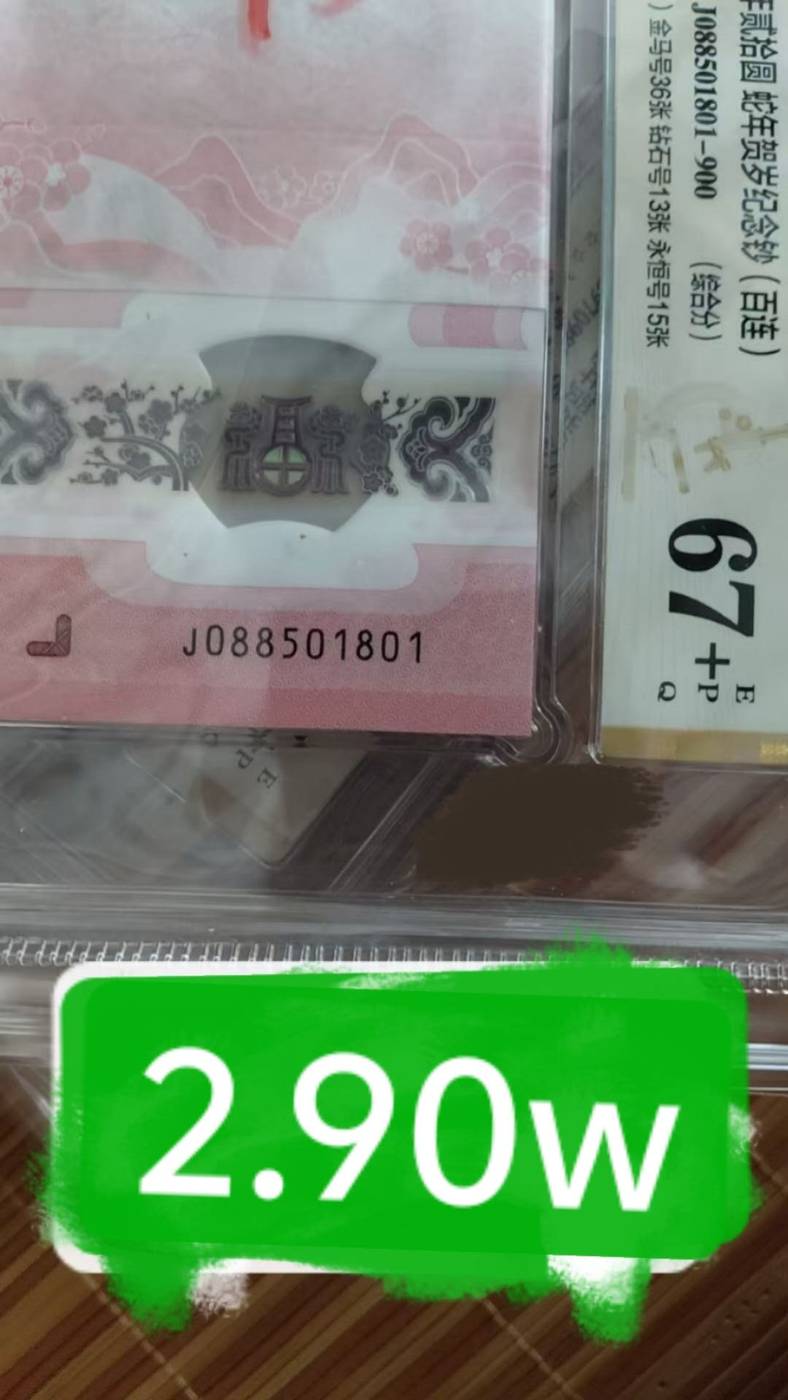 年贰拾圆 蛇年贺岁纪念钞（百连）
J088501801-900 （综合分）
）金马号36张 钻石号13张 永恒号15张
67+
E
P
Q
J088501801
2.90w